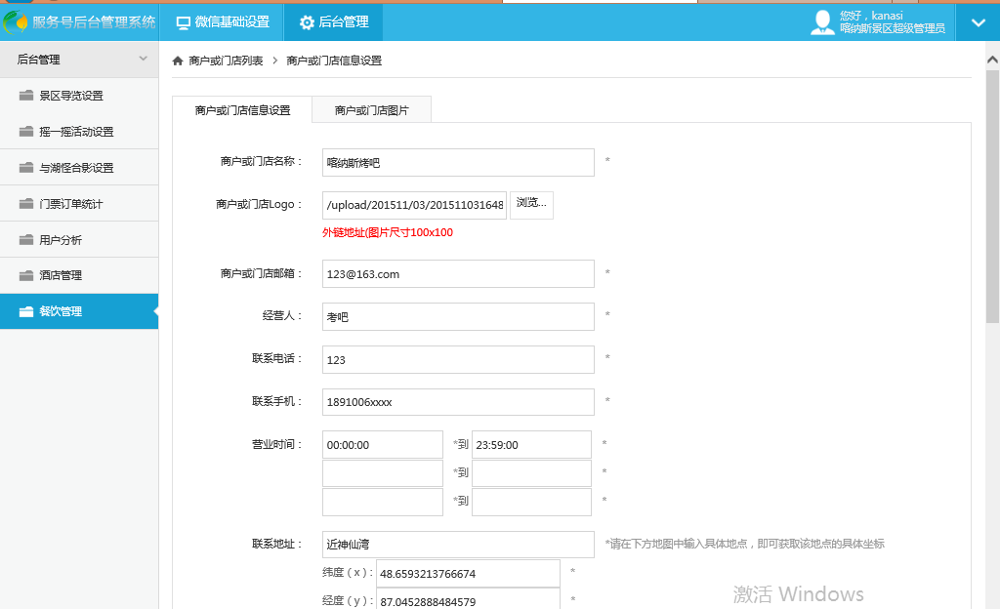 服务号后台管理系统
微信基础设置
后台管理
您好，kanasi
喀纳斯景区超级管理员
后台管理
景区导览设置
摇一摇活动设置
与湖怪合影设置
门票订单统计
用户分析
酒店管理
餐饮管理
商户或门店列表 > 商户或门店信息设置
商户或门店信息设置
商户或门店图片
商户或门店名称： 喀纳斯烤吧 *
商户或门店Logo： /upload/201511/03/201511031648 浏览...
外链地址(图片尺寸100x100
商户或门店邮箱： 123@163.com *
经营人： 考吧 *
联系电话： 123 *
联系手机： 1891006xxxx *
营业时间： 00:00:00 *到 23:59:00 *
*到 *
*到 *
联系地址： 近神仙湾 *请在下方地图中输入具体地点，即可获取该地点的具体坐标
纬度（x）: 48.6593213766674 *
经度（y）: 87.0452888484579 *
激活 Windows